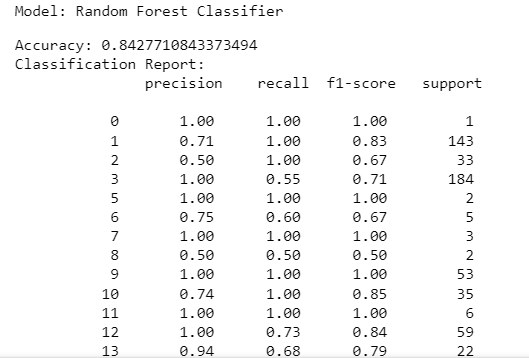 Model: Random Forest Classifier
Accuracy: 0.8427710843373494
Classification Report:
precision recall f1-score support
0 1.00 1.00 1.00 1
1 0.71 1.00 0.83 143
2 0.50 1.00 0.67 33
3 1.00 0.55 0.71 184
5 1.00 1.00 1.00 2
6 0.75 0.60 0.67 5
7 1.00 1.00 1.00 3
8 0.50 0.50 0.50 2
9 1.00 1.00 1.00 53
10 0.74 1.00 0.85 35
11 1.00 1.00 1.00 6
12 1.00 0.73 0.84 59
13 0.94 0.68 0.79 22